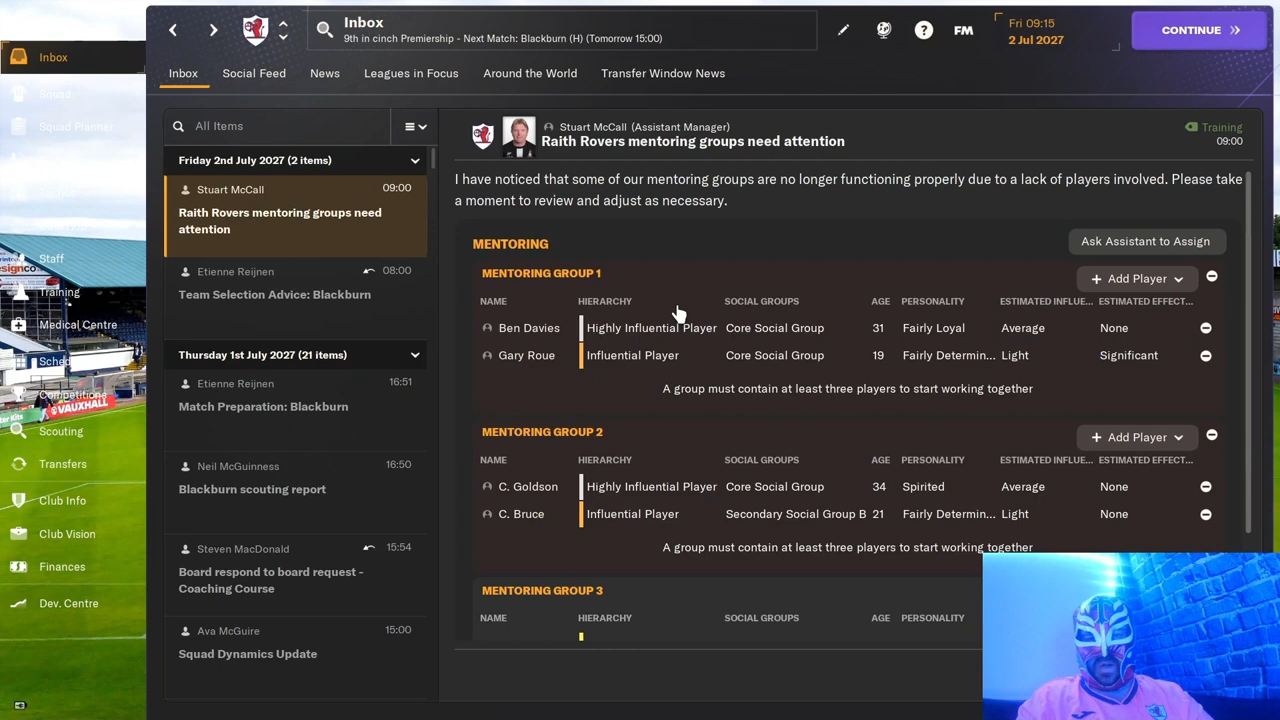 Inbox
9th in cinch Premiership - Next Match: Blackburn (H) (Tomorrow 15:00)
FM
Fri 09:15
2 Jul 2027
CONTINUE
Inbox
Social Feed
News
Leagues in Focus
Around the World
Transfer Window News
Inbox
Squad
Squad Planner
Staff
Training
Medical Centre
Competitions
VAUXHALL
Scouting
Transfers
Club Info
Club Vision
Finances
Dev. Centre
All Items
Friday 2nd July 2027 (2 items)
Stuart McCall 09:00
Raith Rovers mentoring groups need
attention
Etienne Reijnen 08:00
Team Selection Advice: Blackburn
Thursday 1st July 2027 (21 items)
Etienne Reijnen 16:51
Match Preparation: Blackburn
Neil McGuinness 16:50
Blackburn scouting report
Steven MacDonald 15:54
Board respond to board request -
Coaching Course
Ava McGuire 15:00
Squad Dynamics Update
Stuart McCall (Assistant Manager)
Raith Rovers mentoring groups need attention
Training
09:00
I have noticed that some of our mentoring groups are no longer functioning properly due to a lack of players involved. Please take
a moment to review and adjust as necessary.
MENTORING
Ask Assistant to Assign
MENTORING GROUP 1
+ Add Player
NAME HIERARCHY SOCIAL GROUPS AGE PERSONALITY ESTIMATED INFLUE... ESTIMATED EFFECT...
Ben Davies Highly Influential Player Core Social Group 31 Fairly Loyal Average None
Gary Roue Influential Player Core Social Group 19 Fairly Determin... Light Significant
A group must contain at least three players to start working together
MENTORING GROUP 2
+ Add Player
NAME HIERARCHY SOCIAL GROUPS AGE PERSONALITY ESTIMATED INFLUE... ESTIMATED EFFECT...
C. Goldson Highly Influential Player Core Social Group 34 Spirited Average None
C. Bruce Influential Player Secondary Social Group B 21 Fairly Determin... Light None
A group must contain at least three players to start working together
MENTORING GROUP 3
NAME HIERARCHY SOCIAL GROUPS AGE PERSONALITY